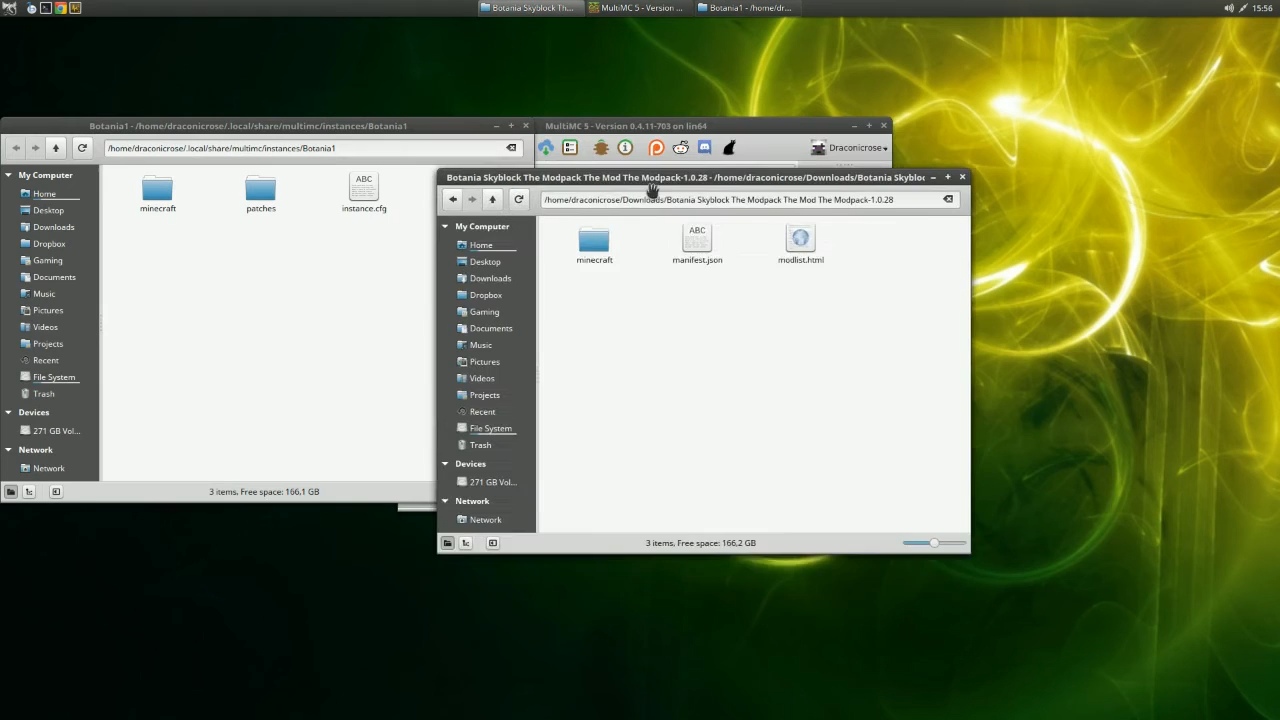 Botania Skyblock The...
MultiMC 5 - Version ...
Botania1 - /home/dr...
15:56
Botania1 - /home/draconicrose/.local/share/multimc/instances/Botania1
/home/draconicrose/.local/share/multimc/instances/Botania1
My Computer
Home
Desktop
Downloads
Dropbox
Gaming
Documents
Music
Pictures
Videos
Projects
Recent
File System
Trash
Devices
271 GB Vol...
Network
Network
minecraft
patches
ABC
instance.cfg
3 items, Free space: 166,1 GB
MultiMC 5 - Version 0.4.11-703 on lin64
Draconicrose
Botania Skyblock The Modpack The Mod The Modpack-1.0.28 - /home/draconicrose/Downloads/Botania Skybloc
/home/draconicrose/Downloads/Botania Skyblock The Modpack The Mod The Modpack-1.0.28
My Computer
Home
Desktop
Downloads
Dropbox
Gaming
Documents
Music
Pictures
Videos
Projects
Recent
File System
Trash
Devices
271 GB Vol...
Network
Network
minecraft
ABC
manifest.json
modlist.html
3 items, Free space: 166,2 GB